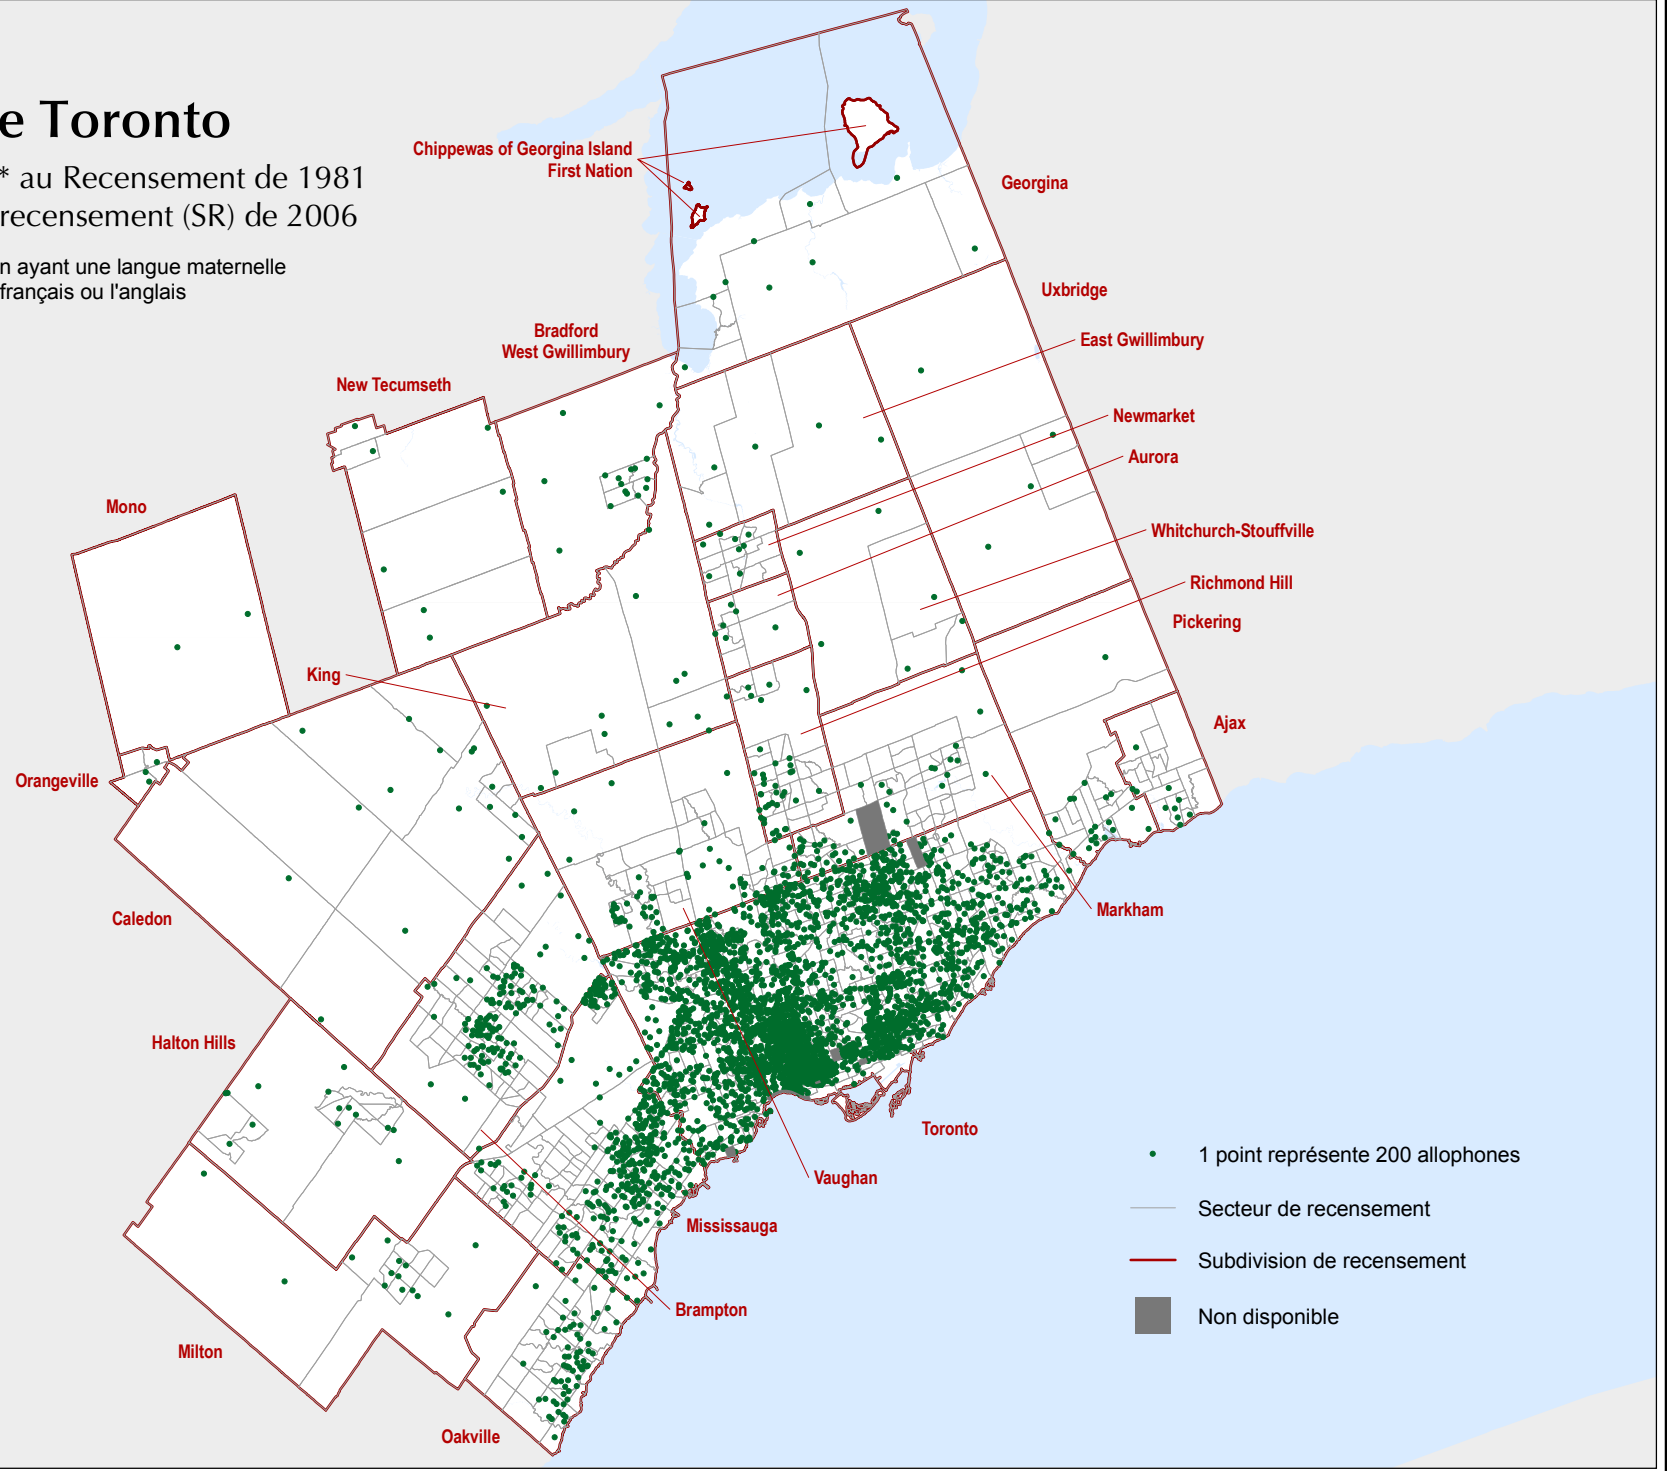 e Toronto
* au Recensement de 1981
recensement (SR) de 2006
n ayant une langue maternelle
français ou l'anglais
Chippewas of Georgina Island
First Nation
Georgina
Uxbridge
Bradford
West Gwillimbury
East Gwillimbury
New Tecumseth
Newmarket
Aurora
Mono
Whitchurch-Stouffville
Richmond Hill
Pickering
King
Ajax
Orangeville
Caledon
Markham
Halton Hills
Toronto
Vaughan
Mississauga
Brampton
Milton
Oakville
1 point représente 200 allophones
Secteur de recensement
Subdivision de recensement
Non disponible